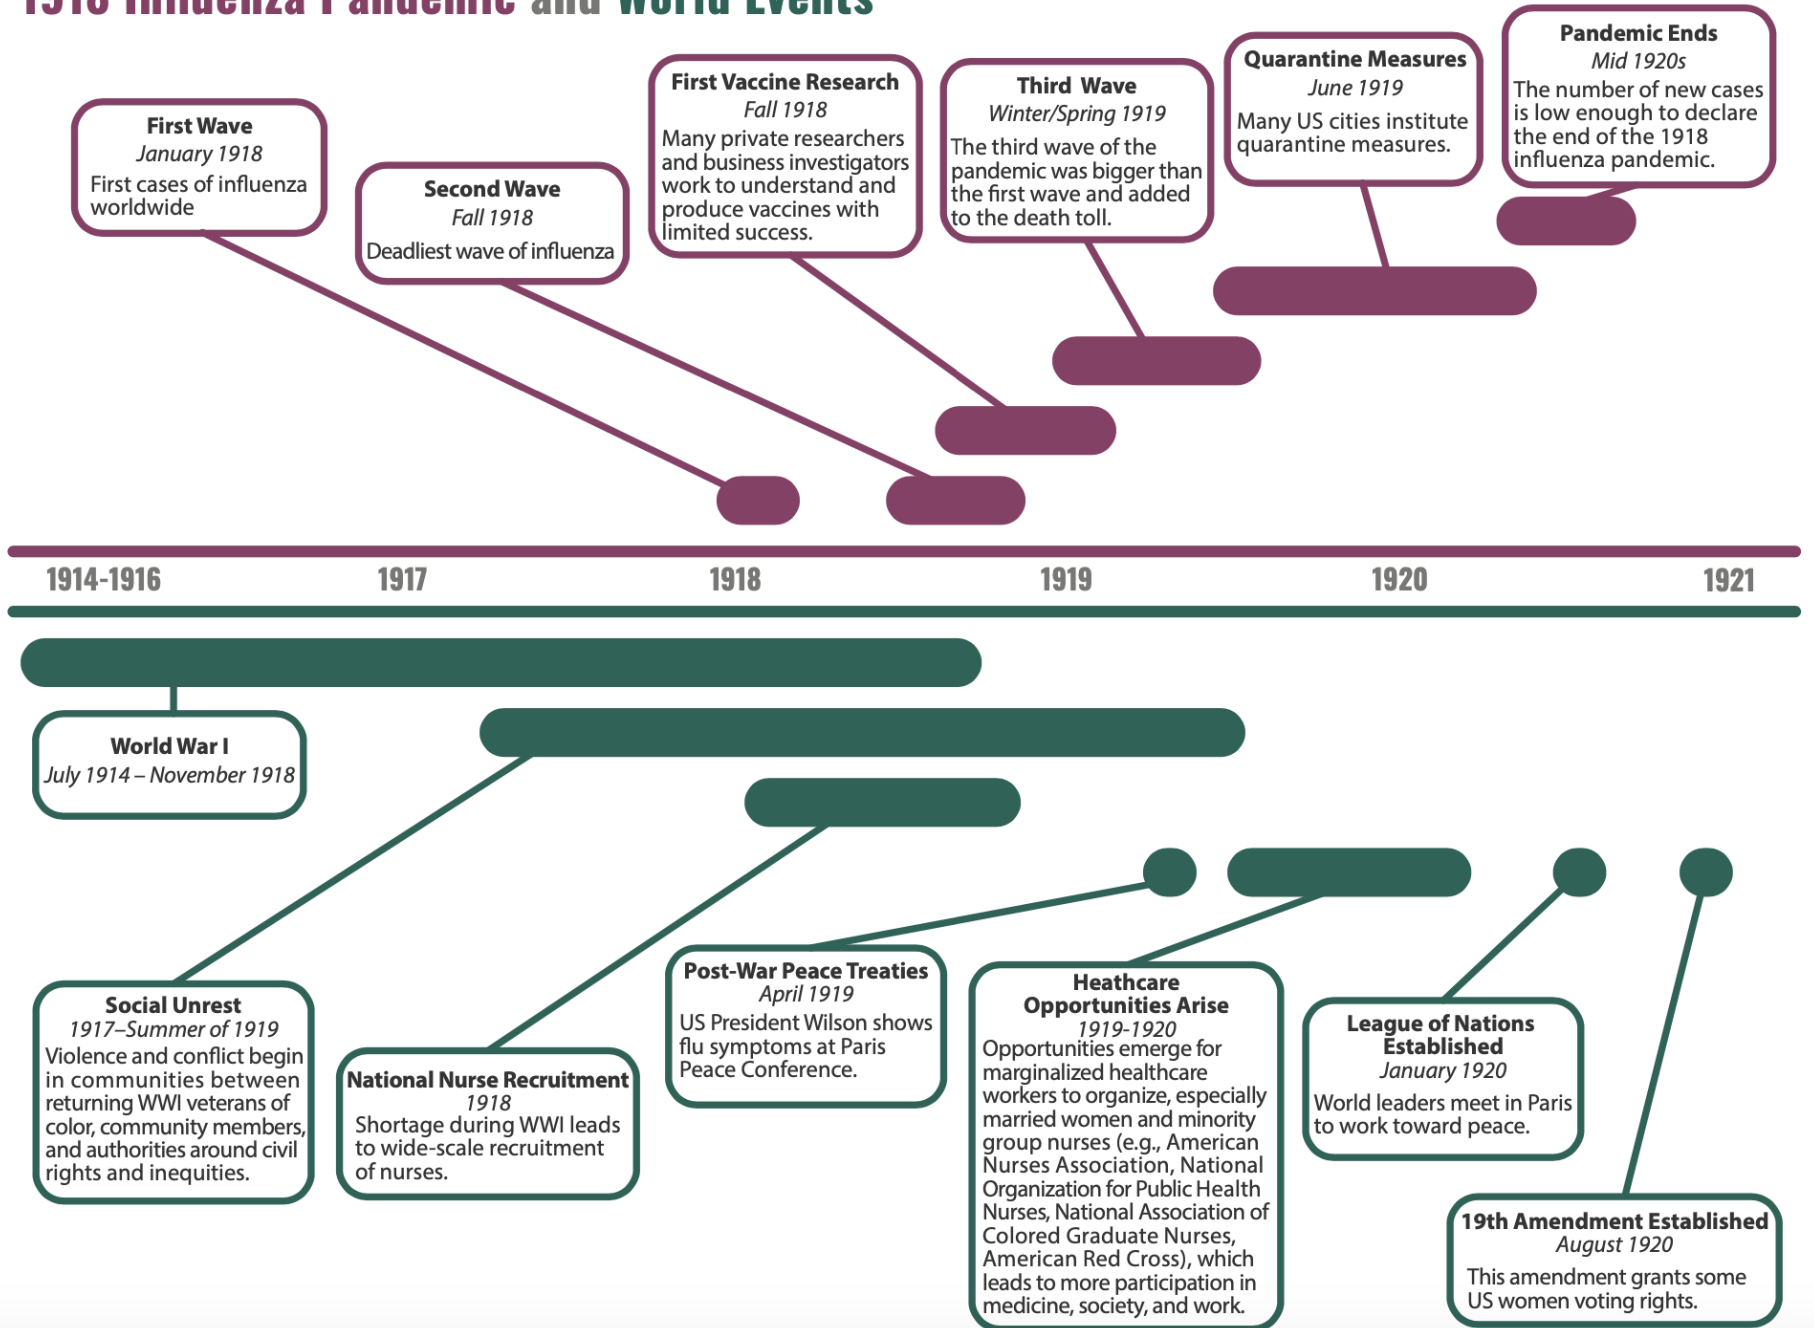 1918 Influenza Pandemic and World Events
First Wave
January 1918
First cases of influenza
worldwide
Second Wave
Fall 1918
Deadliest wave of influenza
First Vaccine Research
Fall 1918
Many private researchers
and business investigators
work to understand and
produce vaccines with
limited success.
Third Wave
Winter/Spring 1919
The third wave of the
pandemic was bigger than
the first wave and added
to the death toll.
Quarantine Measures
June 1919
Many US cities institute
quarantine measures.
Pandemic Ends
Mid 1920s
The number of new cases
is low enough to declare
the end of the 1918
influenza pandemic.
1914-1916 1917 1918 1919 1920 1921
World War I
July 1914 – November 1918
Social Unrest
1917–Summer of 1919
Violence and conflict begin
in communities between
returning WWI veterans of
color, community members,
and authorities around civil
rights and inequities.
National Nurse Recruitment
1918
Shortage during WWI leads
to wide-scale recruitment
of nurses.
Post-War Peace Treaties
April 1919
US President Wilson shows
flu symptoms at Paris
Peace Conference.
Heathcare
Opportunities Arise
1919-1920
Opportunities emerge for
marginalized healthcare
workers to organize, especially
married women and minority
group nurses (e.g., American
Nurses Association, National
Organization for Public Health
Nurses, National Association of
Colored Graduate Nurses,
American Red Cross), which
leads to more participation in
medicine, society, and work.
League of Nations
Established
January 1920
World leaders meet in Paris
to work toward peace.
19th Amendment Established
August 1920
This amendment grants some
US women voting rights.